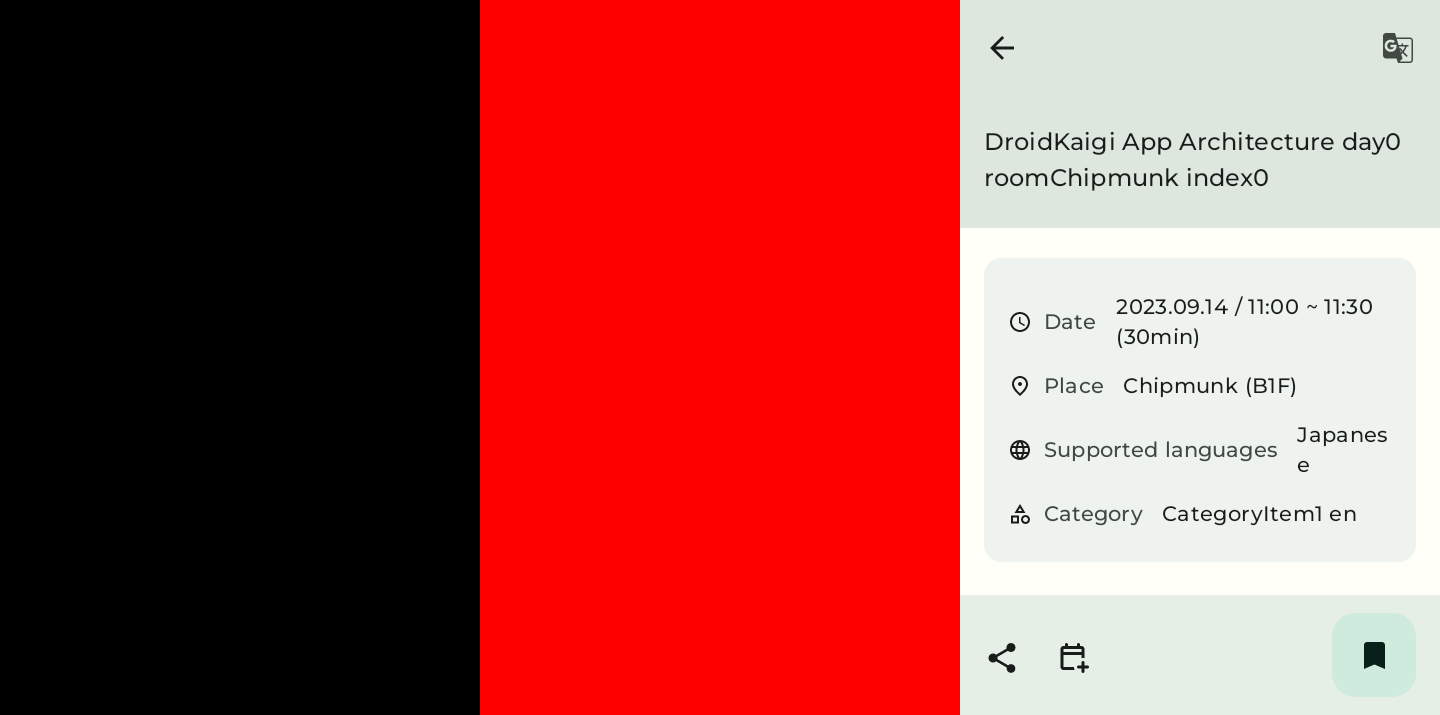 DroidKaigi App Architecture day0
roomChipmunk index0
Date 2023.09.14 / 11:00 ~ 11:30
(30min)
Place Chipmunk (B1F)
Supported languages Japanes
e
Category CategoryItem1 en